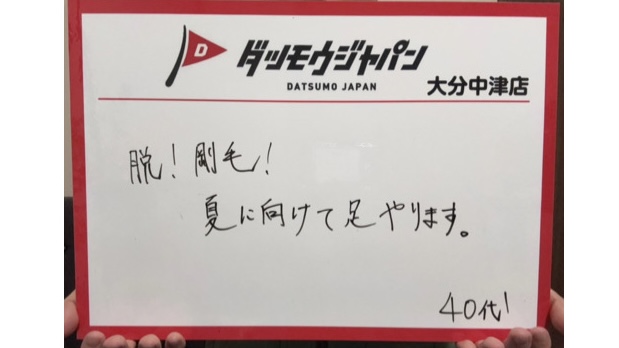 D
ダツモウジャパン
DATSUMO JAPAN
大分中津店
脱！剛毛！
夏に向けて足やります。
40代！